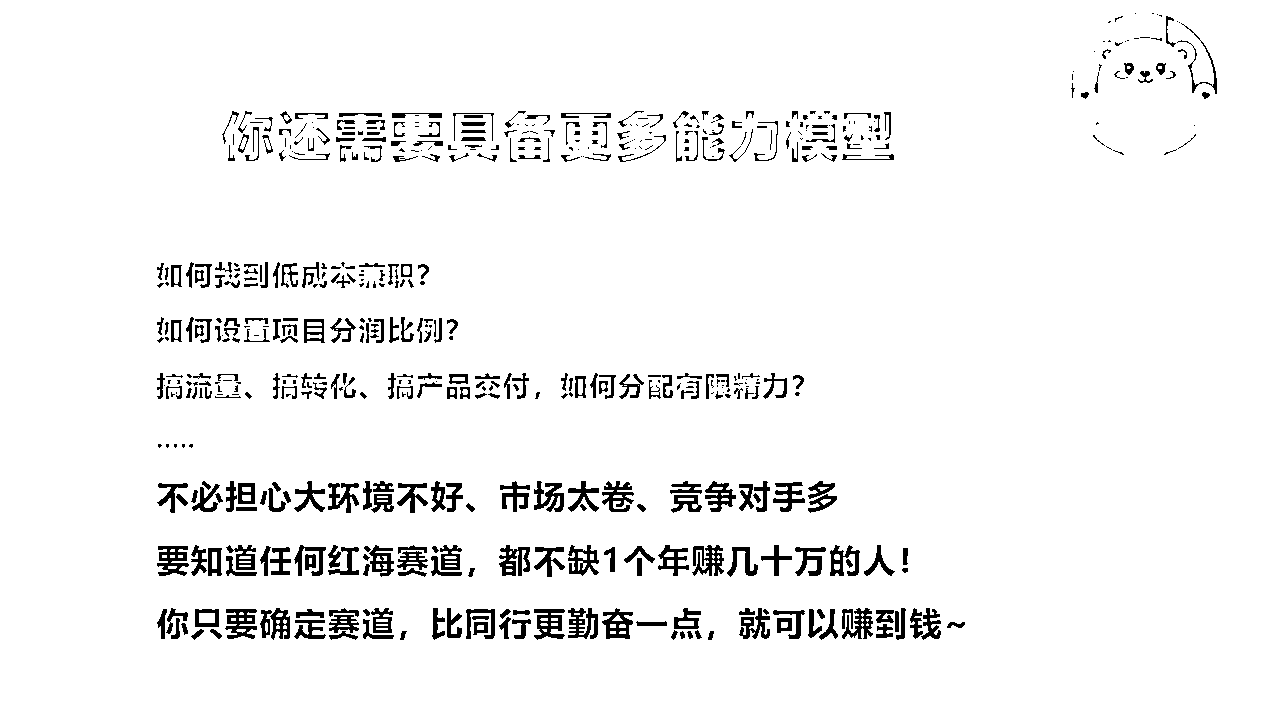 你还需要具备更多能力模型
如何找到低成本兼职？
如何设置项目分润比例？
搞流量、搞转化、搞产品交付，如何分配有限精力？
.....
不必担心大环境不好、市场太卷、竞争对手多
要知道任何红海赛道，都不缺1个年赚几十万的人！
你只要确定赛道，比同行更勤奋一点，就可以赚到钱~